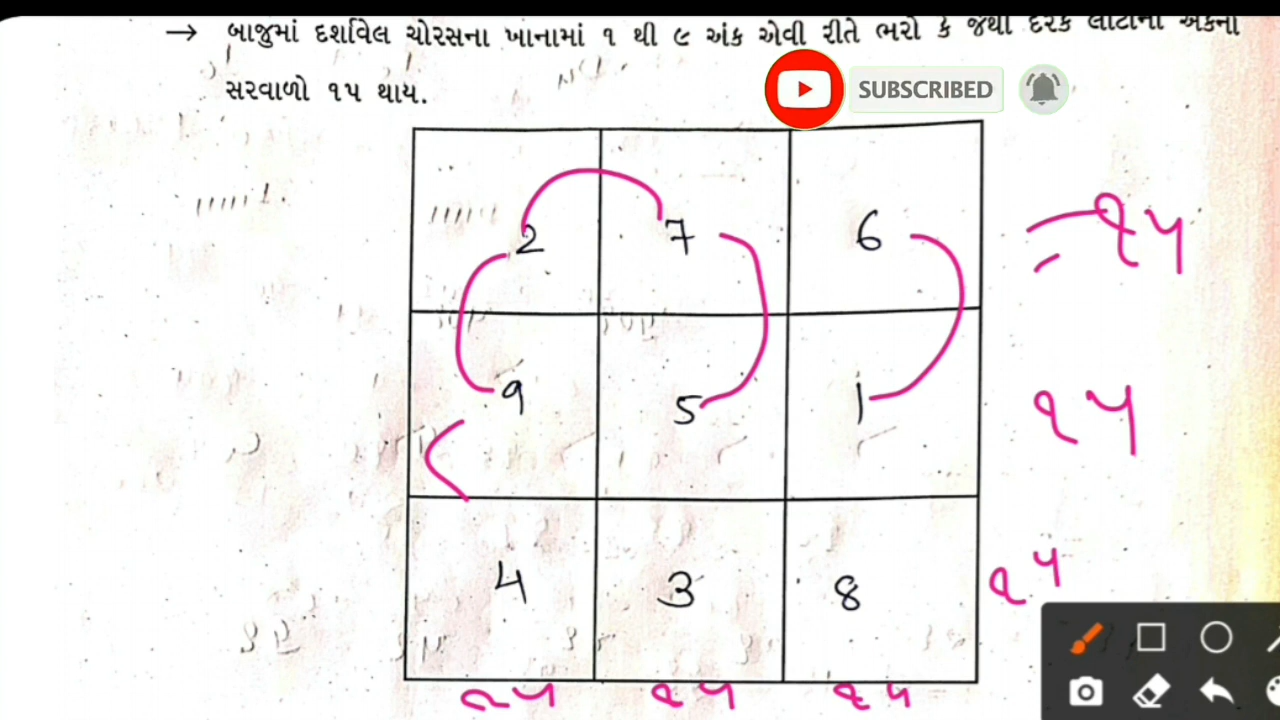 → બાજુમાં દર્શાવેલ ચોરસના ખાનામાં ૧ થી ૯ અંક એવી રીતે ભરો કે જેથી દરેક લીટીના અંકનો
સરવાળો ૧૫ થાય.
SUBSCRIBED
2 7 6 = ૧૫
9 5 1 ૧૫
4 3 8 ૧૫
૧૫ ૧૫ ૧૫